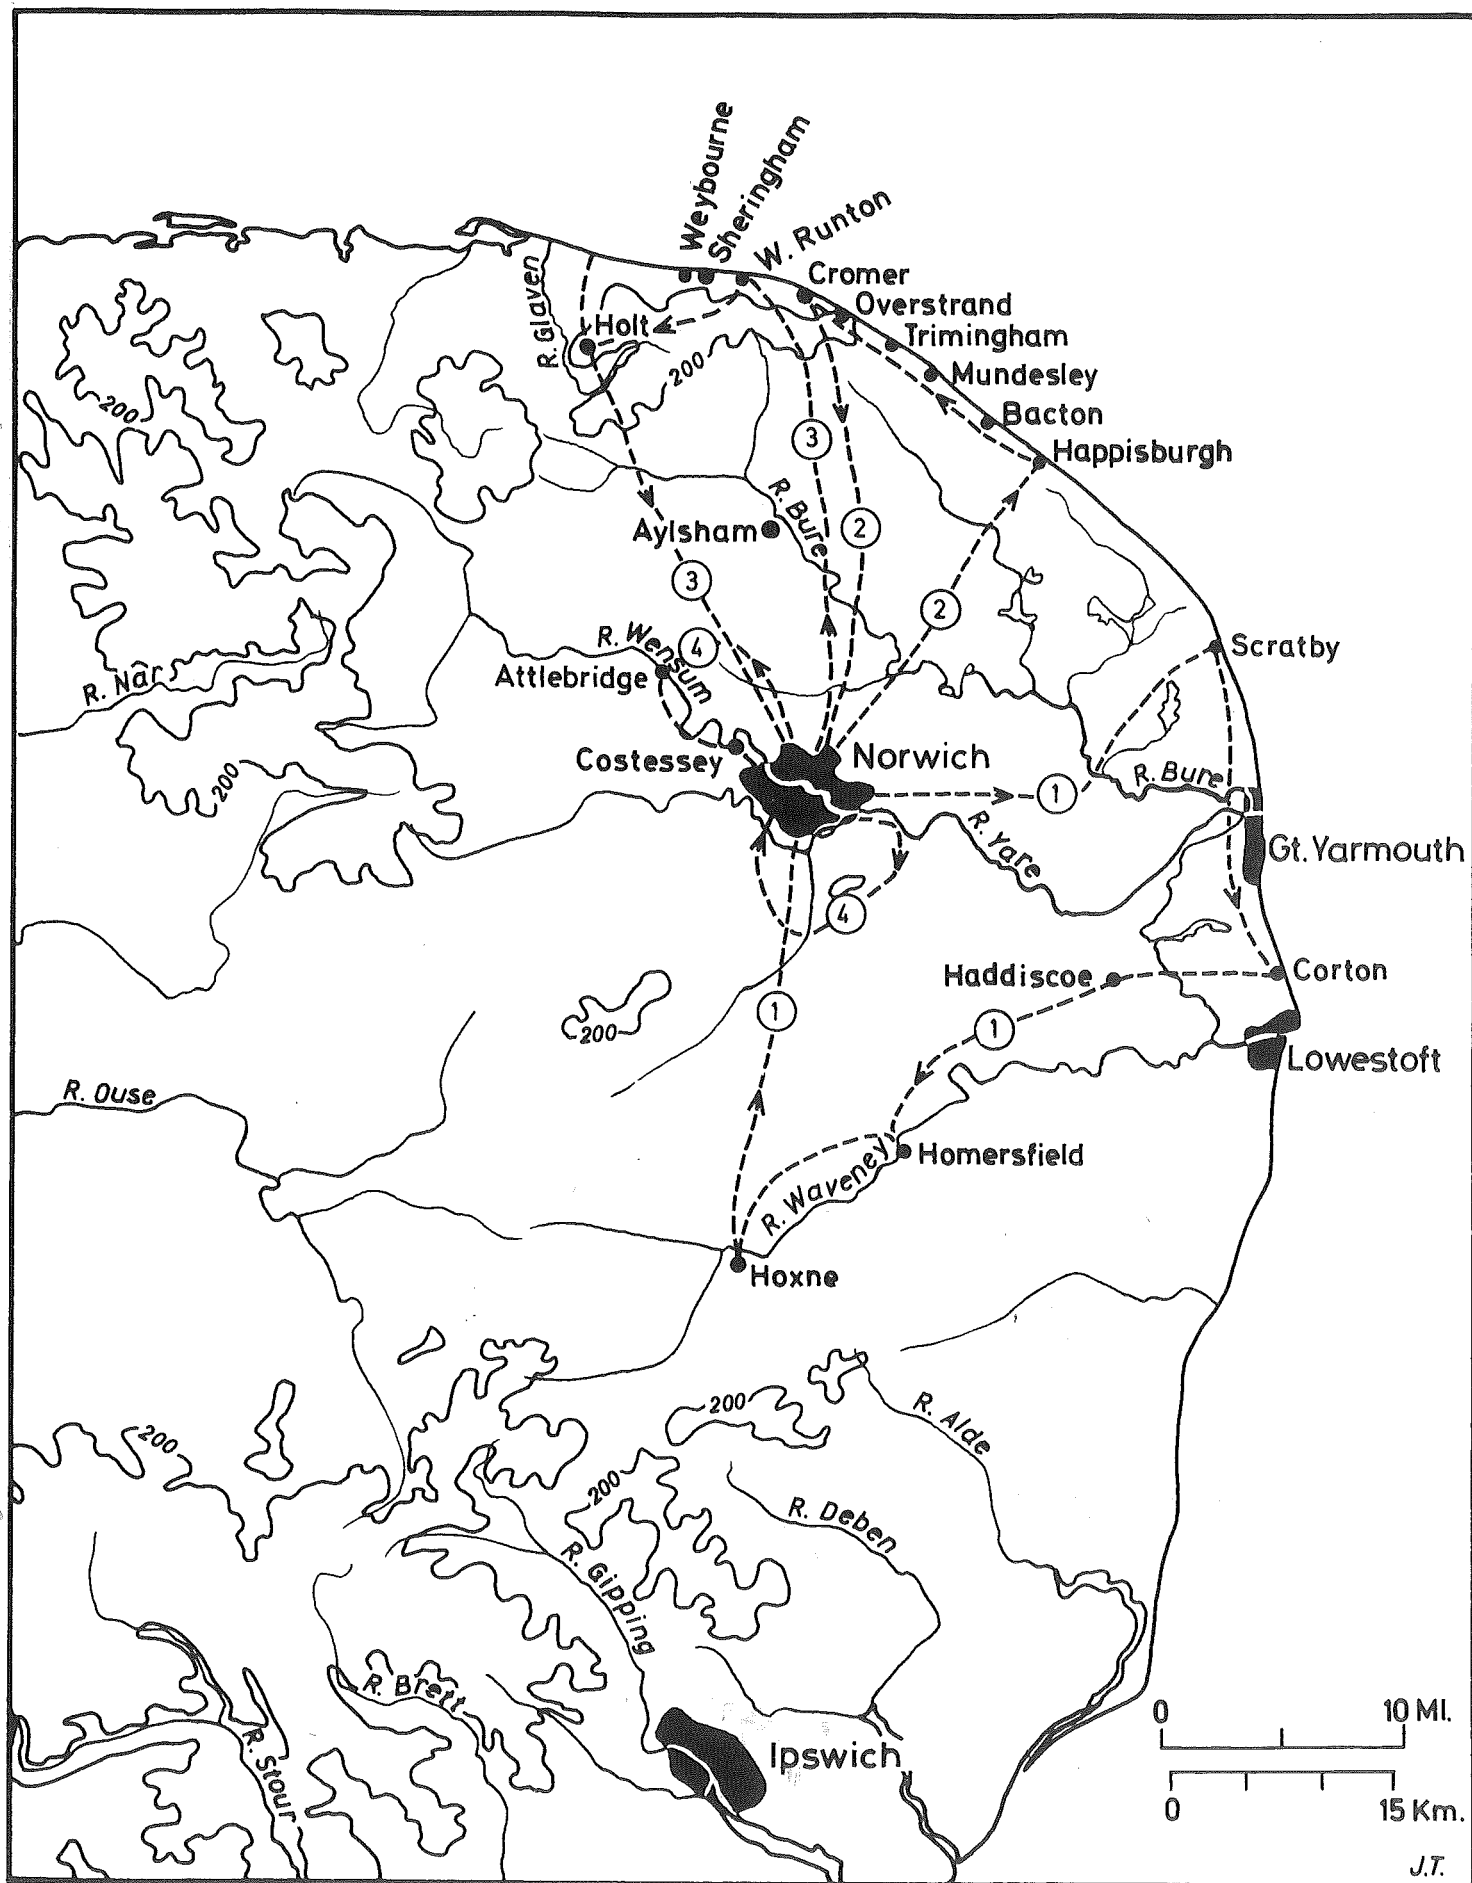 Weybourne
Sheringham
W. Runton
Cromer
Overstrand
Trimingham
Mundesley
Bacton
Happisburgh
R. Glaven
Holt
200
200
3
2
R. Bure
Aylsham
3
2
4
R. Wensum
Attlebridge
R. Nar
Scratby
Costessey
Norwich
200
1
R. Bure
R. Yare
Gt. Yarmouth
4
Haddiscoe
Corton
200
1
1
Lowestoft
R. Ouse
Homersfield
R. Waveney
Hoxne
200
200
R. Alde
200
R. Deben
R. Gipping
R. Brett
R. Stour
Ipswich
0 10 MI.
0 15 Km.
J.T.